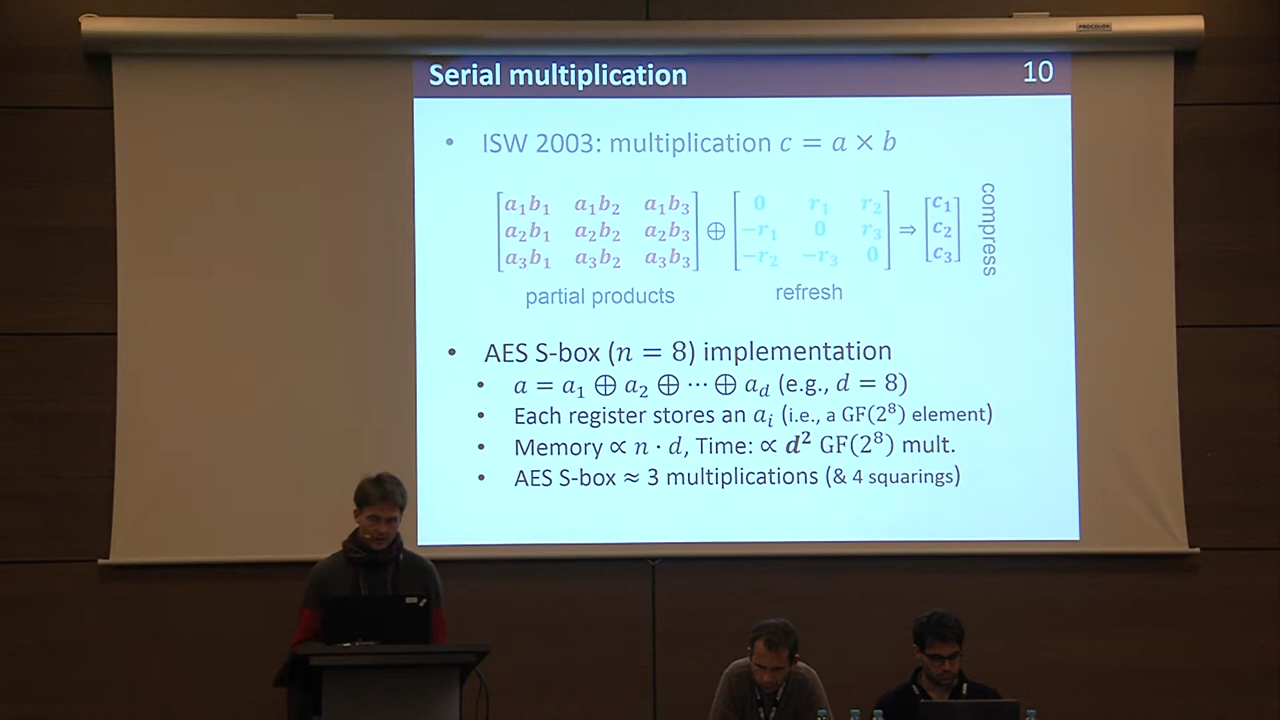 PROCOLOR
Serial multiplication 10
• ISW 2003: multiplication c = a × b
[a₁b₁ a₁b₂ a₁b₃] [0 r₁ r₂] [c₁]
[a₂b₁ a₂b₂ a₂b₃] ⊕ [−r₁ 0 r₃] ⇒ [c₂]
[a₃b₁ a₃b₂ a₃b₃] [−r₂ −r₃ 0] [c₃]
compress
partial products refresh
• AES S-box (n = 8) implementation
• a = a₁ ⊕ a₂ ⊕ ⋯ ⊕ a_d (e.g., d = 8)
• Each register stores an aᵢ (i.e., a GF(2⁸) element)
• Memory ∝ n · d, Time: ∝ d² GF(2⁸) mult.
• AES S-box ≈ 3 multiplications (& 4 squarings)